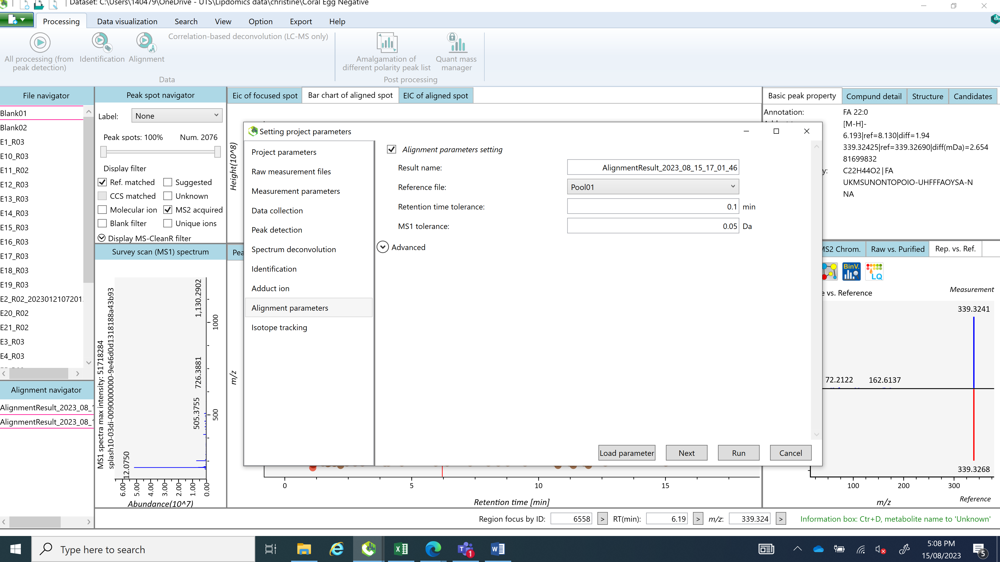 Dataset: C:\Users\140479\OneDrive - UTS\Lipdomics data\christine\Coral Egg Negative
Processing
Data visualization
Search
View
Option
Export
Help
All processing (from
peak detection)
Identification
Alignment
Correlation-based deconvolution (LC-MS only)
Data
Amalgamation of
different polarity peak list
Quant mass
manager
Post processing
File navigator
Blank01
Blank02
E1_R03
E10_R03
E11_R02
E12_R03
E13_R03
E14_R03
E15_R03
E16_R03
E17_R03
E18_R03
E19_R03
E2_R02_2023012107201
E20_R02
E21_R02
E3_R03
E4_R03
Alignment navigator
AlignmentResult_2023_08_1
AlignmentResult_2023_08_1
Peak spot navigator
Label:
None
Peak spots: 100%
Num. 2076
Display filter
Ref. matched
Suggested
CCS matched
Unknown
Molecular ion
MS2 acquired
Blank filter
Unique ions
Display MS-CleanR filter
Survey scan (MS1) spectrum
MS1 spectra max intensity: 51718284
splash10-03di-0090000000-9e46d0d1318188a43b93
1,130.2902
726.3881
505.3755
12.0750
1000
500
6.00
5.00
4.00
3.00
2.00
1.00
0.00
Abundance(10^7)
Eic of focused spot
Bar chart of aligned spot
EIC of aligned spot
Height(10^8)
Pea
m/z
0
5
10
15
Retention time [min]
Setting project parameters
Project parameters
Raw measurement files
Measurement parameters
Data collection
Peak detection
Spectrum deconvolution
Identification
Adduct ion
Alignment parameters
Isotope tracking
Alignment parameters setting
Result name:
AlignmentResult_2023_08_15_17_01_46
Reference file:
Pool01
Retention time tolerance:
0.1 min
MS1 tolerance:
0.05 Da
Advanced
Load parameter
Next
Run
Cancel
Basic peak property
Compund detail
Structure
Candidates
Annotation:
FA 22:0
[M-H]-
6.193|ref=8.130|diff=1.94
339.32425|ref=339.32690|diff(mDa)=2.654
81699832
y:
C22H44O2|FA
UKMSUNONTOPOIO-UHFFFAOYSA-N
NA
MS2 Chrom.
Raw vs. Purified
Rep. vs. Ref.
BinV.
LQ
e vs. Reference
Measurement
339.3241
72.2122
162.6137
339.3268
100
200
300
m/z
Reference
Region focus by ID:
6558
>
RT(min):
6.19
>
m/z:
339.324
>
Information box: Ctr+D, metabolite name to 'Unknown'
Type here to search
1
5:08 PM
15/08/2023
5